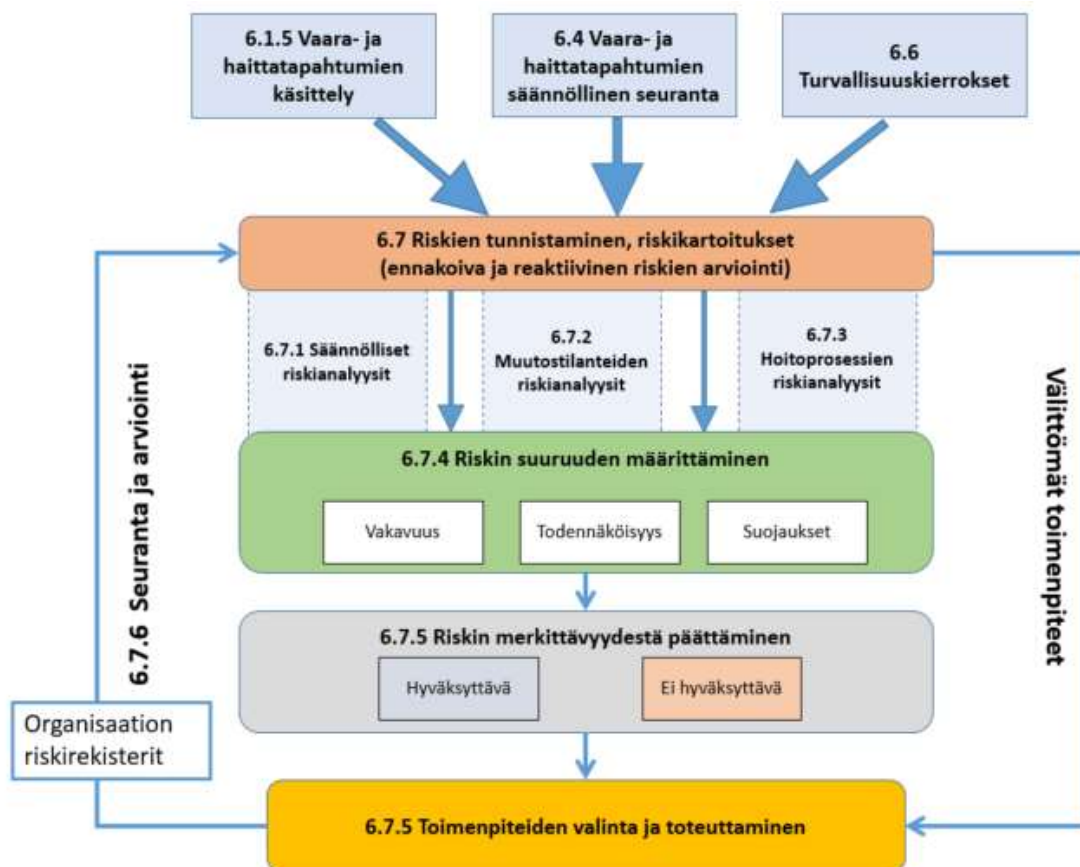 6.1.5 Vaara- ja
haittatapahtumien
käsittely
6.4 Vaara- ja
haittatapahtumien
säännöllinen seuranta
6.6
Turvallisuuskierrokset
6.7 Riskien tunnistaminen, riskikartoitukset
(ennakoiva ja reaktiivinen riskien arviointi)
6.7.1 Säännölliset
riskianalyysit
6.7.2
Muutostilanteiden
riskianalyysit
6.7.3
Hoitoprosessien
riskianalyysit
6.7.4 Riskin suuruuden määrittäminen
Vakavuus
Todennäköisyys
Suojaukset
6.7.5 Riskin merkittävyydestä päättäminen
Hyväksyttävä
Ei hyväksyttävä
6.7.5 Toimenpiteiden valinta ja toteuttaminen
6.7.6 Seuranta ja arviointi
Organisaation
riskirekisterit
Välittömät toimenpiteet